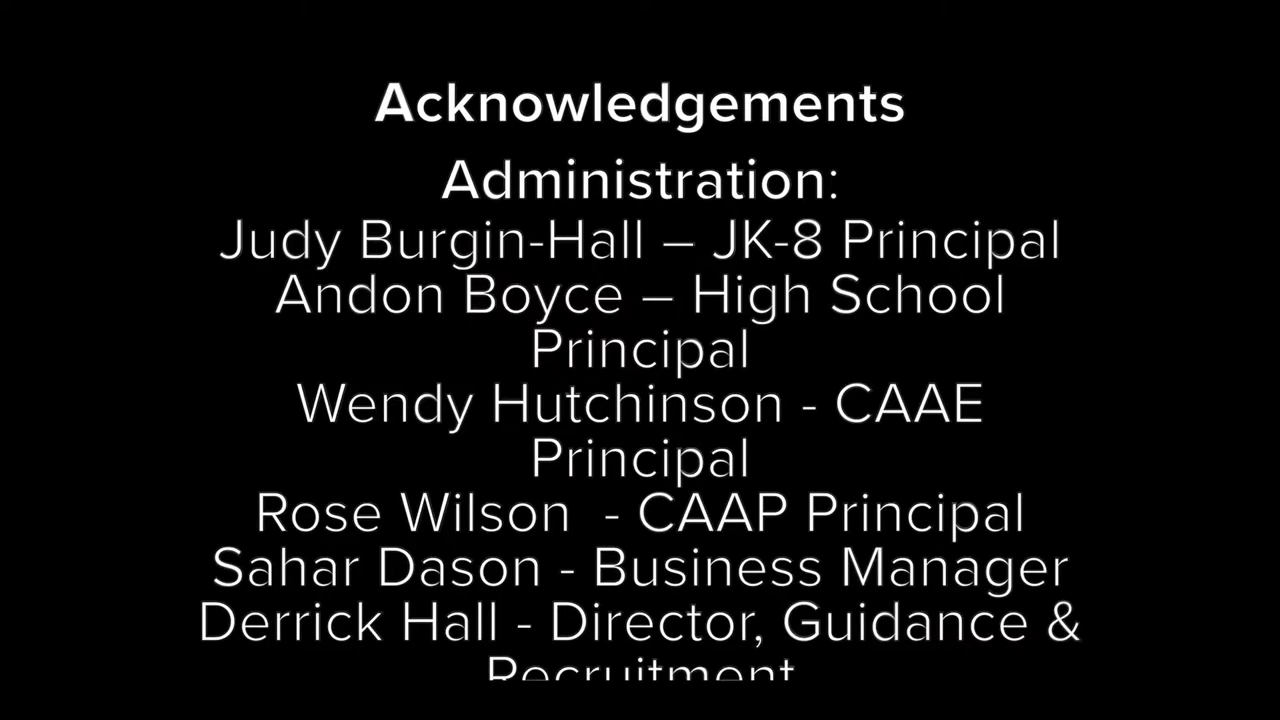 Acknowledgements
Administration:
Judy Burgin-Hall – JK-8 Principal
Andon Boyce – High School
Principal
Wendy Hutchinson - CAAE
Principal
Rose Wilson  - CAAP Principal
Sahar Dason - Business Manager
Derrick Hall - Director, Guidance &
Recruitment